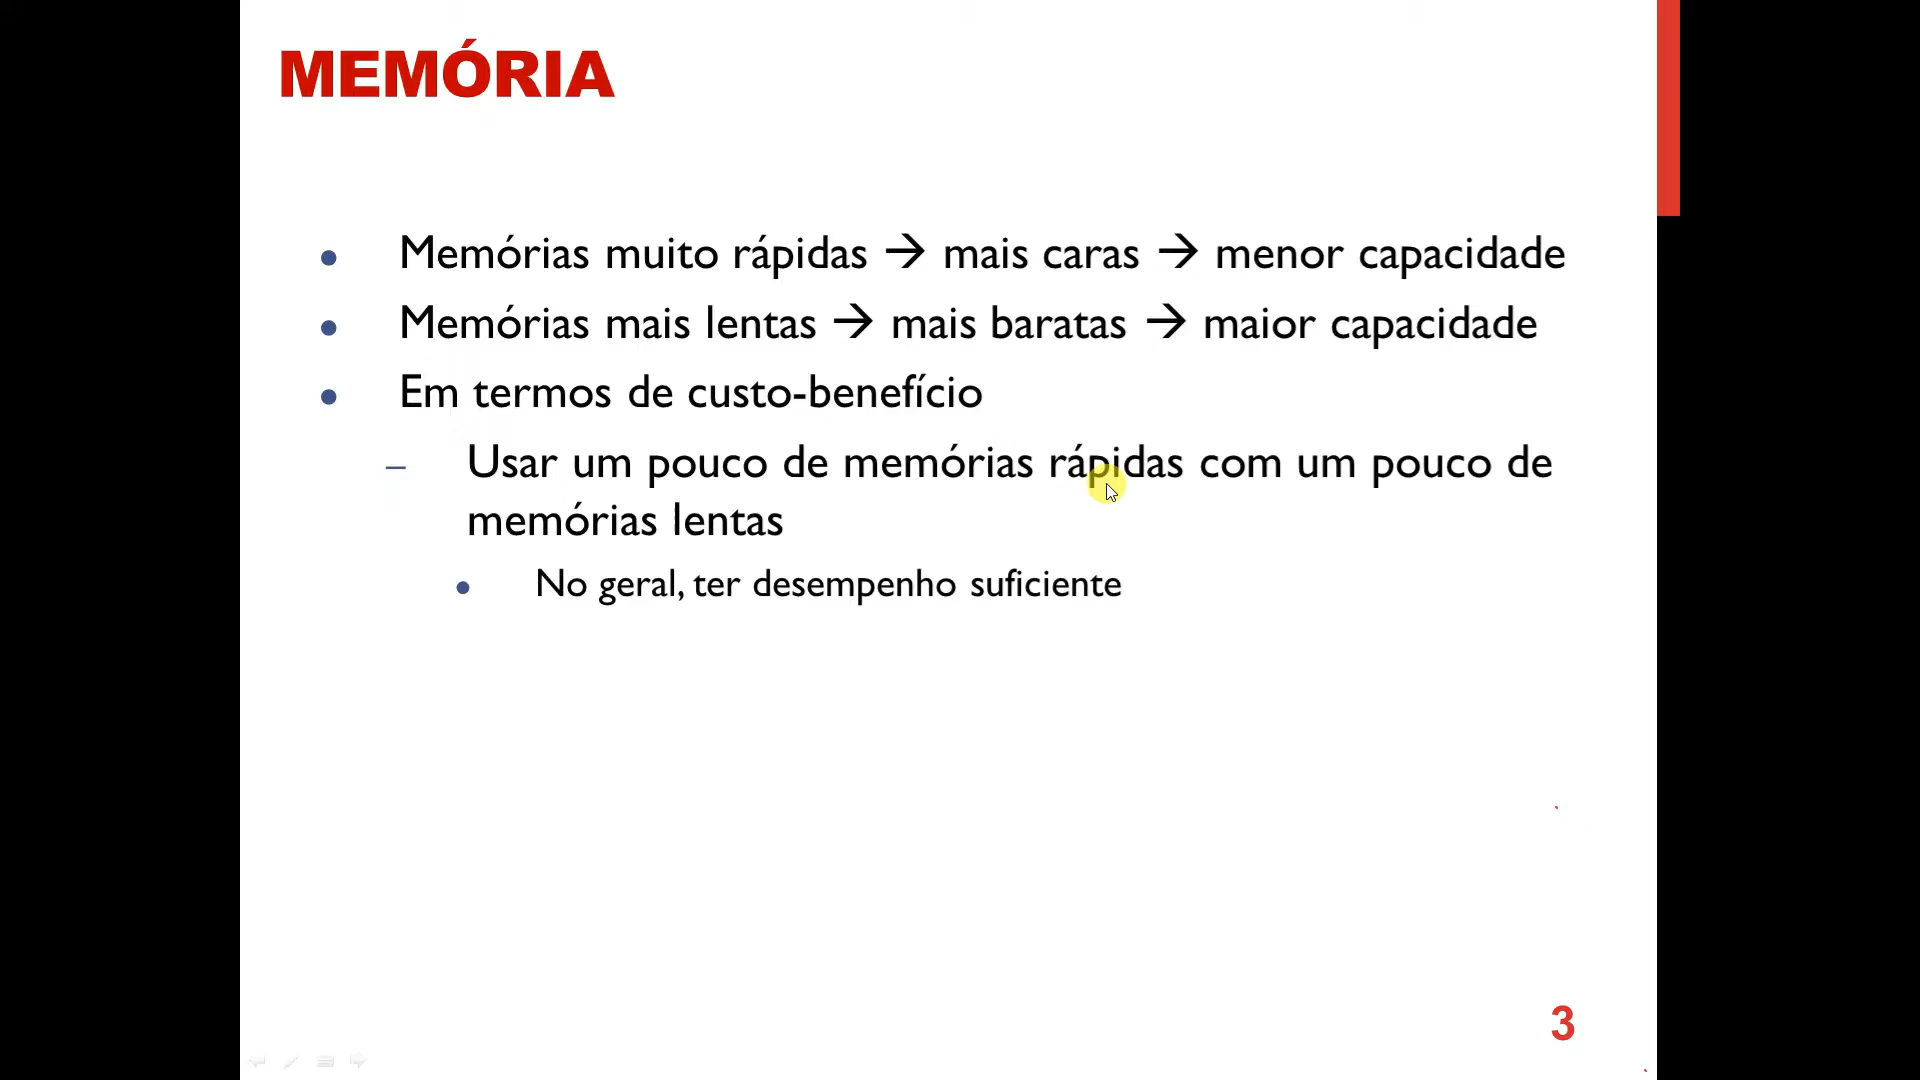 MEMÓRIA
• Memórias muito rápidas → mais caras → menor capacidade
• Memórias mais lentas → mais baratas → maior capacidade
• Em termos de custo-benefício
– Usar um pouco de memórias rápidas com um pouco de
memórias lentas
• No geral, ter desempenho suficiente
3